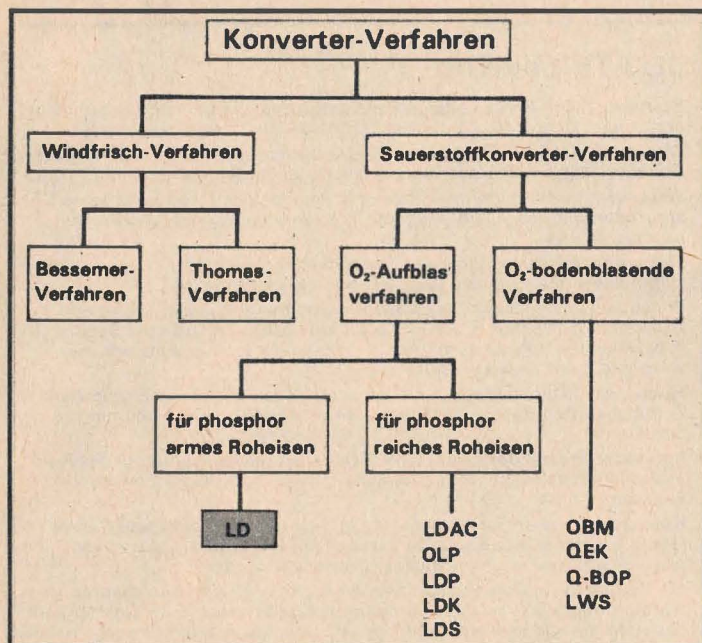 Konverter-Verfahren
Windfrisch-Verfahren
Sauerstoffkonverter-Verfahren
Bessemer-
Verfahren
Thomas-
Verfahren
O₂-Aufblas
verfahren
O₂-bodenblasende
Verfahren
für phosphor
armes Roheisen
für phosphor
reiches Roheisen
LD
LDAC
OLP
LDP
LDK
LDS
OBM
QEK
Q-BOP
LWS